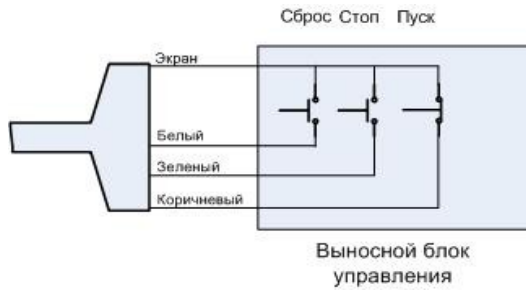 Сброс Стоп Пуск
Экран
Белый
Зеленый
Коричневый
Выносной блок
управления